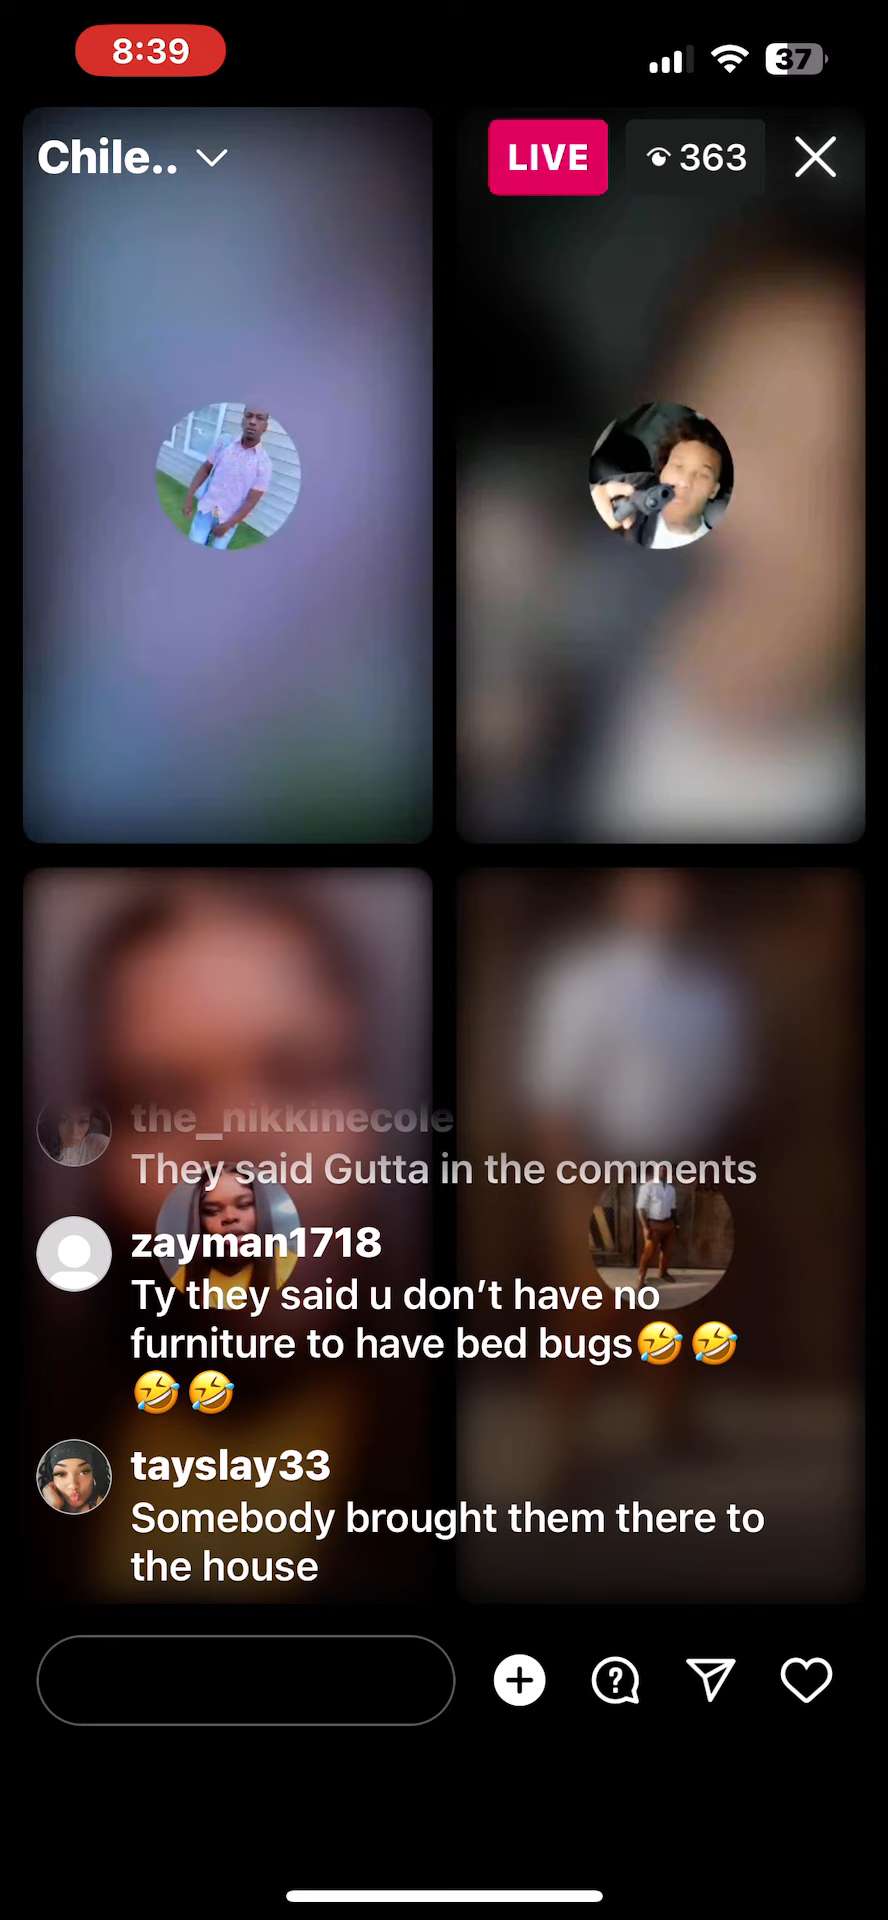 8:39
37
Chile..
LIVE
363
the_nikkinecole
They said Gutta in the comments
zayman1718
Ty they said u don’t have no
furniture to have bed bugs🤣🤣
🤣🤣
tayslay33
Somebody brought them there to
the house